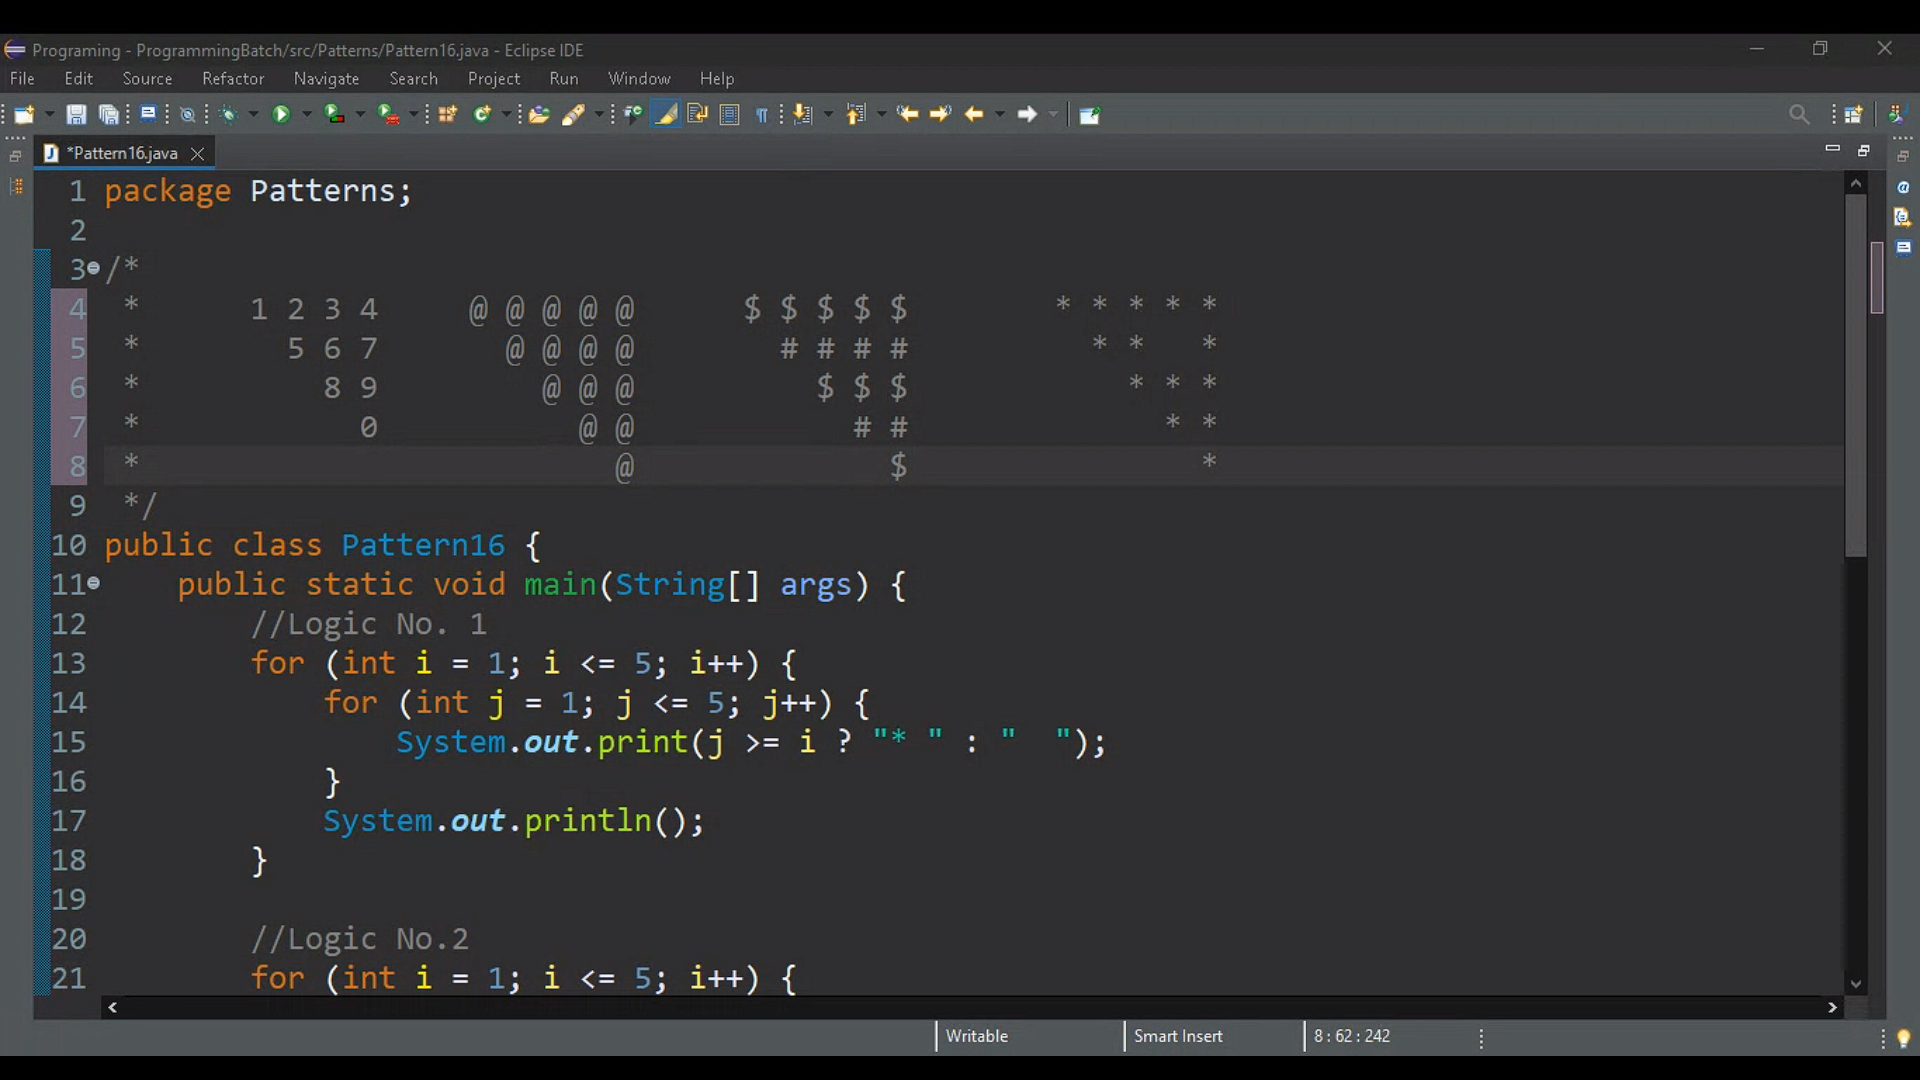 Programing - ProgrammingBatch/src/Patterns/Pattern16.java - Eclipse IDE
File Edit Source Refactor Navigate Search Project Run Window Help
*Pattern16.java
1 package Patterns;
2
3 /*
4  *      1 2 3 4     @ @ @ @ @      $ $ $ $ $        * * * * *
5  *        5 6 7       @ @ @ @        # # # #          * *   *
6  *          8 9         @ @ @          $ $ $            * * *
7  *            0           @ @            # #              * *
8  *                          @              $                *
9  */
10 public class Pattern16 {
11     public static void main(String[] args) {
12         //Logic No. 1
13         for (int i = 1; i <= 5; i++) {
14             for (int j = 1; j <= 5; j++) {
15                 System.out.print(j >= i ? "* " : "  ");
16             }
17             System.out.println();
18         }
19
20         //Logic No.2
21         for (int i = 1; i <= 5; i++) {
Writable Smart Insert 8 : 62 : 242